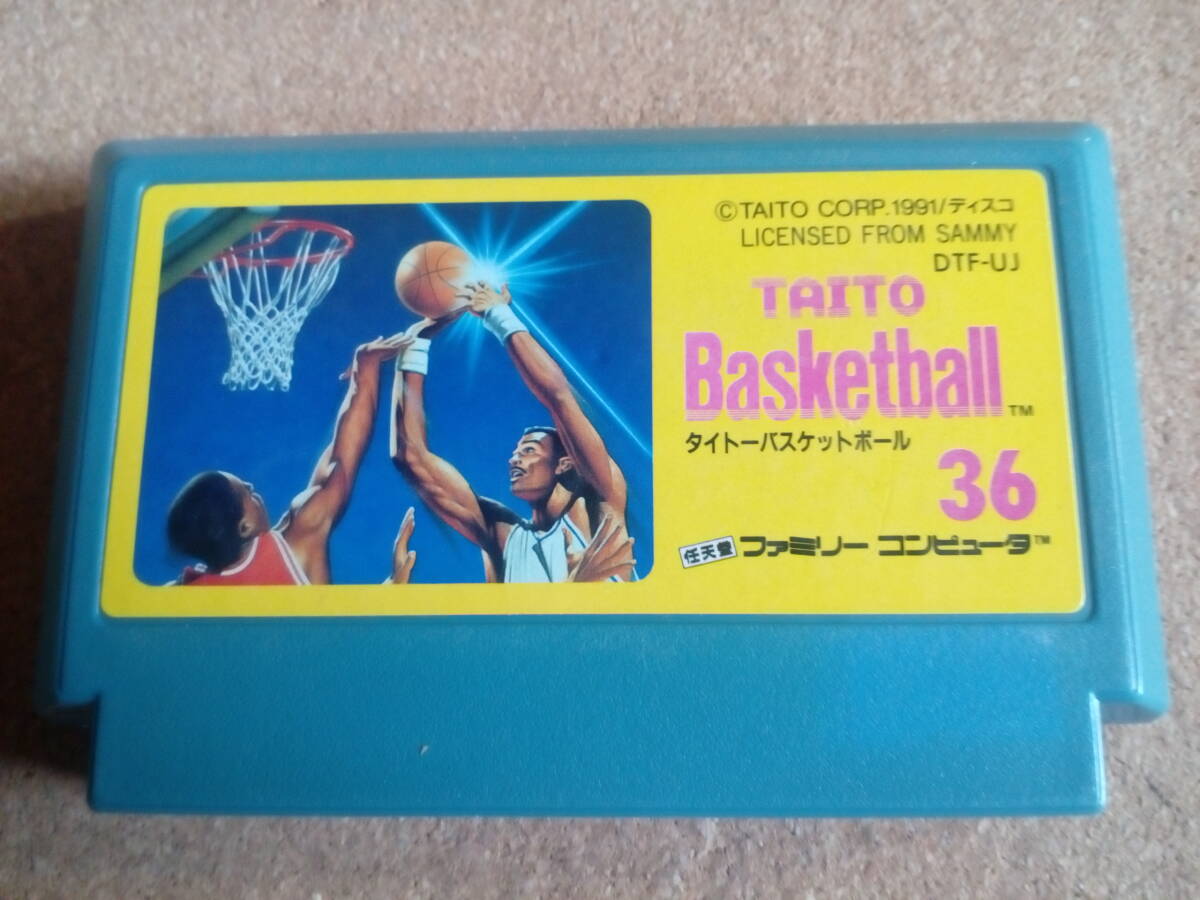 ©TAITO CORP.1991/ディスコ
LICENSED FROM SAMMY
DTF-UJ
TAITO
Basketball™
タイトーバスケットボール
36
任天堂 ファミリー コンピュータ™